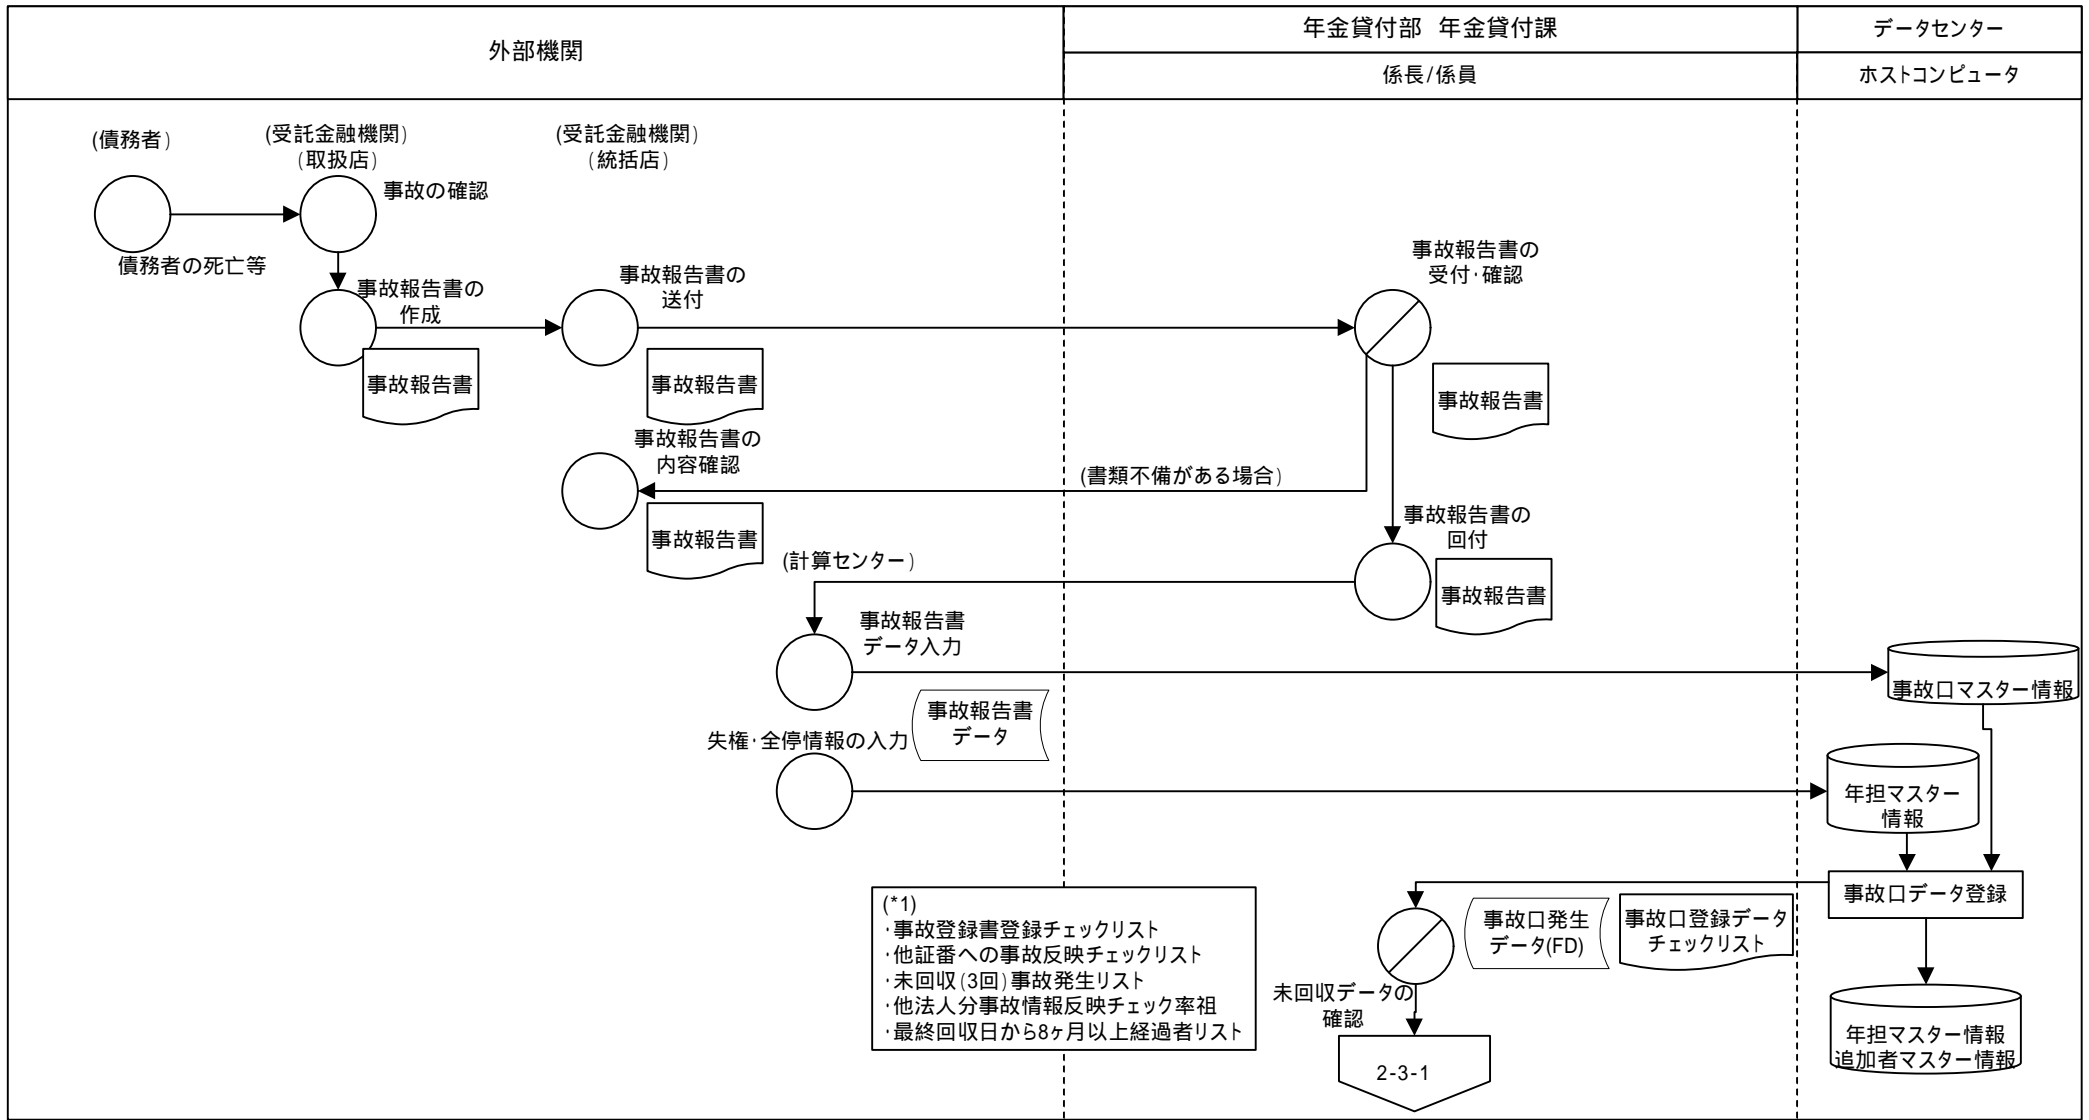 外部機関
年金貸付部 年金貸付課
データセンター
係長/係員
ホストコンピュータ
(債務者)
(受託金融機関)
(取扱店)
(受託金融機関)
(統括店)
事故の確認
債務者の死亡等
事故報告書の
作成
事故報告書
事故報告書の
送付
事故報告書
事故報告書の
受付・確認
事故報告書
事故報告書の
内容確認
事故報告書
(書類不備がある場合)
事故報告書の
回付
事故報告書
(計算センター)
事故報告書
データ入力
事故報告書
データ
事故口マスター情報
失権・全停情報の入力
年担マスター
情報
事故口データ登録
(*1)
・事故登録書登録チェックリスト
・他証番への事故反映チェックリスト
・未回収(3回)事故発生リスト
・他法人分事故情報反映チェック率祖
・最終回収日から8ヶ月以上経過者リスト
事故口発生
データ(FD)
事故口登録データ
チェックリスト
未回収データの
確認
2-3-1
年担マスター情報
追加者マスター情報